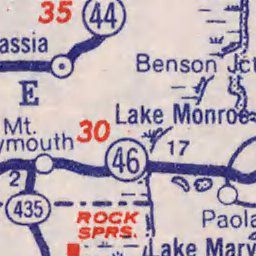 35
44
assia
Benson Jct
E
Lake Monroe
Mt.
ymouth
30
46
17
2
435
ROCK
SPRS.
Paola
Lake Mary